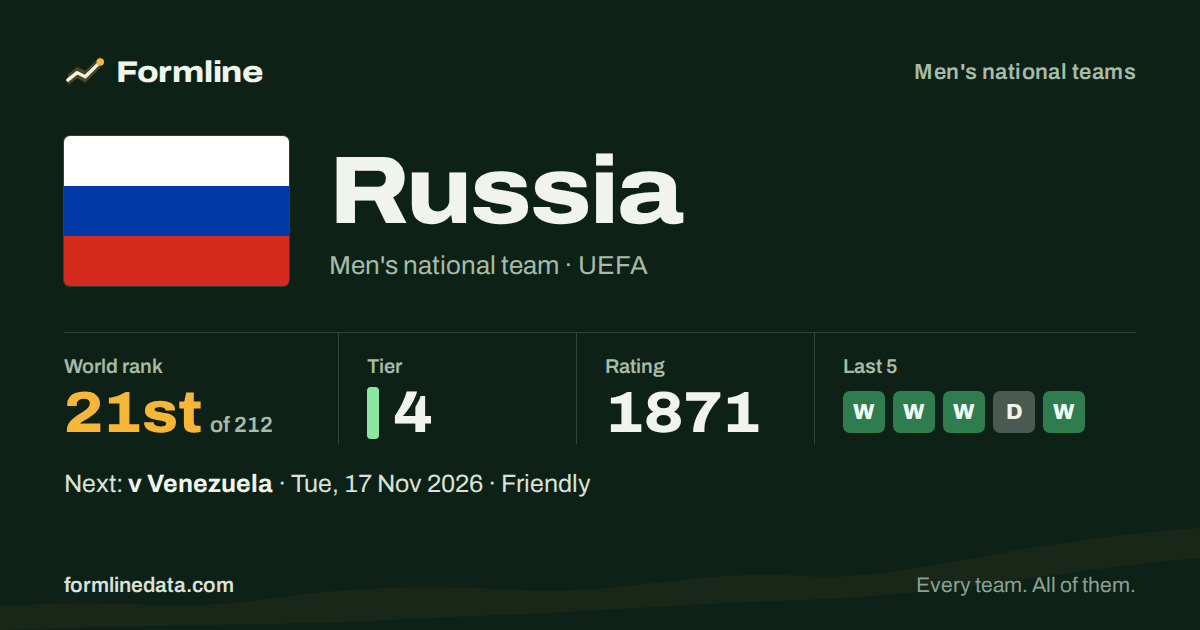 Formline
Men's national teams
Russia
Men's national team · UEFA
World rank
21st of 212
Tier
4
Rating
1871
Last 5
W W W D W
Next: v Venezuela · Tue, 17 Nov 2026 · Friendly
formlinedata.com
Every team. All of them.